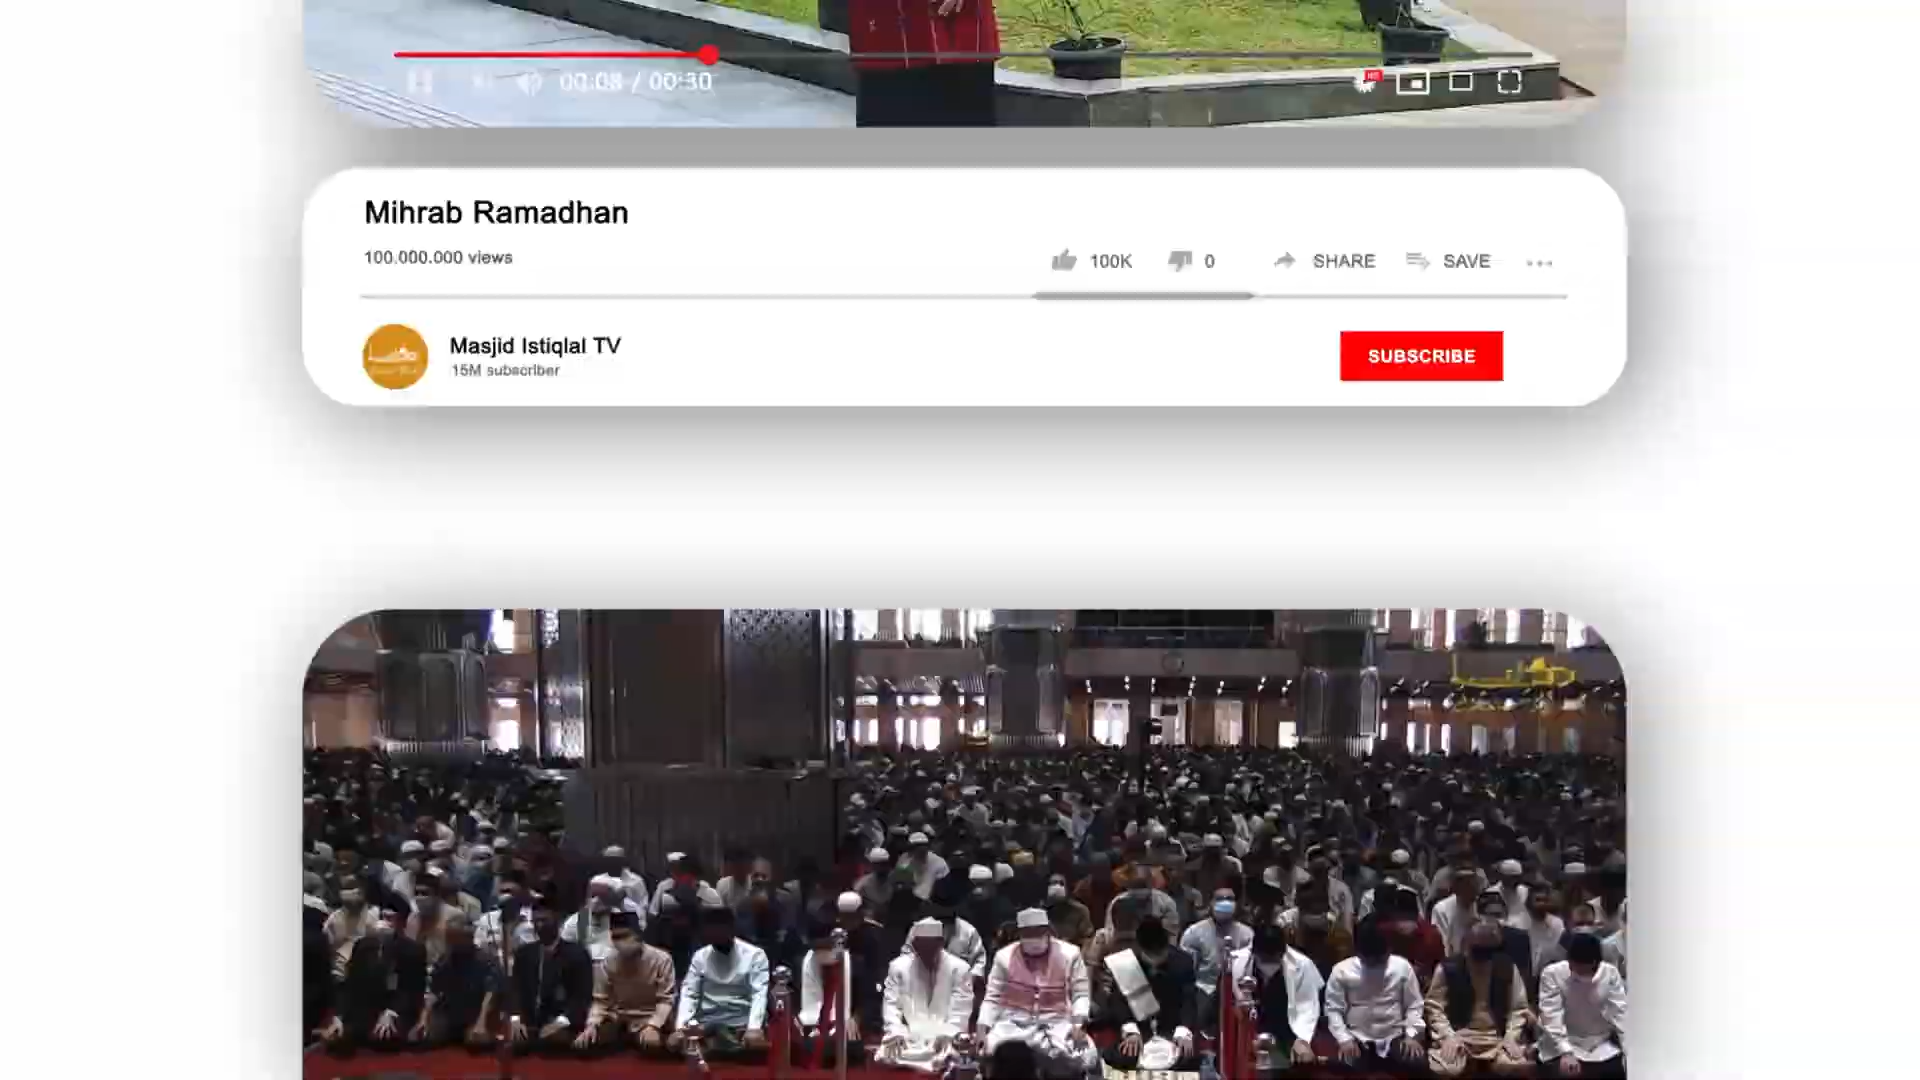 00:08 / 00:30
Mihrab Ramadhan
100.000.000 views
100K
0
SHARE
SAVE
Masjid Istiqlal TV
15M subscriber
SUBSCRIBE